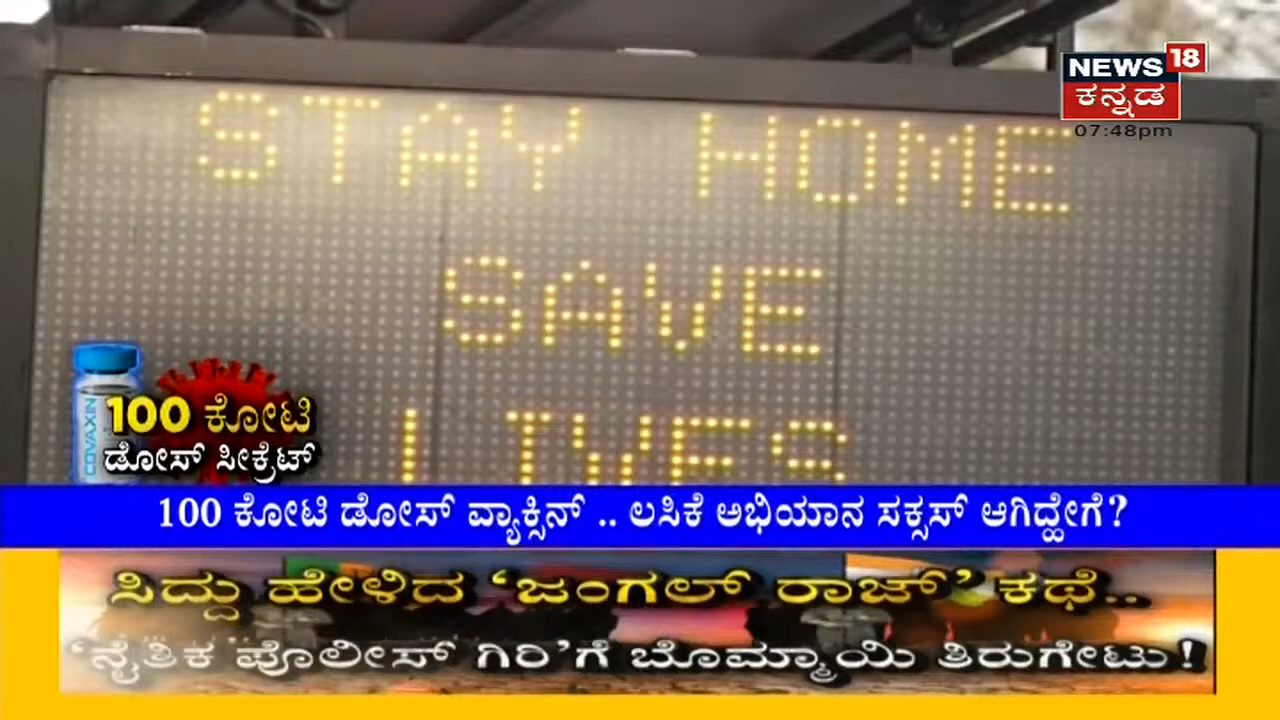 STAY HOME
SAVE
LIVES
NEWS 18
ಕನ್ನಡ
07:48pm
COVAXIN
100 ಕೋಟಿ
ಡೋಸ್ ಸೀಕ್ರೆಟ್
100 ಕೋಟಿ ಡೋಸ್ ವ್ಯಾಕ್ಸಿನ್ .. ಲಸಿಕೆ ಅಭಿಯಾನ ಸಕ್ಸಸ್ ಆಗಿದ್ಹೇಗೆ?
ಸಿದ್ದು ಹೇಳಿದ ‘ಜಂಗಲ್ ರಾಜ್’ ಕಥೆ..
‘ನೈತಿಕ ಪೊಲೀಸ್ ಗಿರಿ’ಗೆ ಬೊಮ್ಮಾಯಿ ತಿರುಗೇಟು!